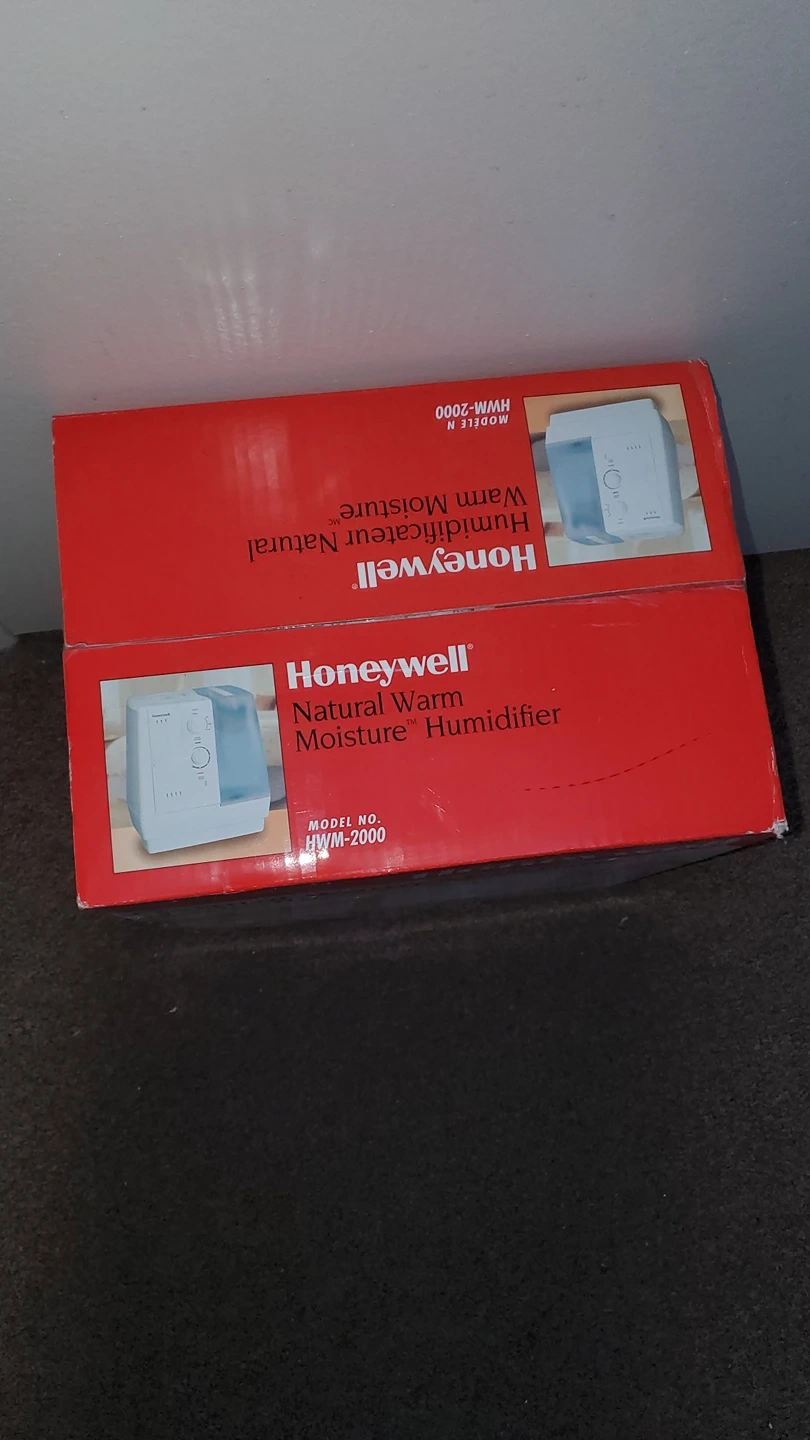 Honeywell®
Natural Warm
Moisture™ Humidifier
MODEL NO.
HWM-2000
Honeywell®
Humidificateur Natural
Warm Moisture MC
MODÈLE N
HWM-2000